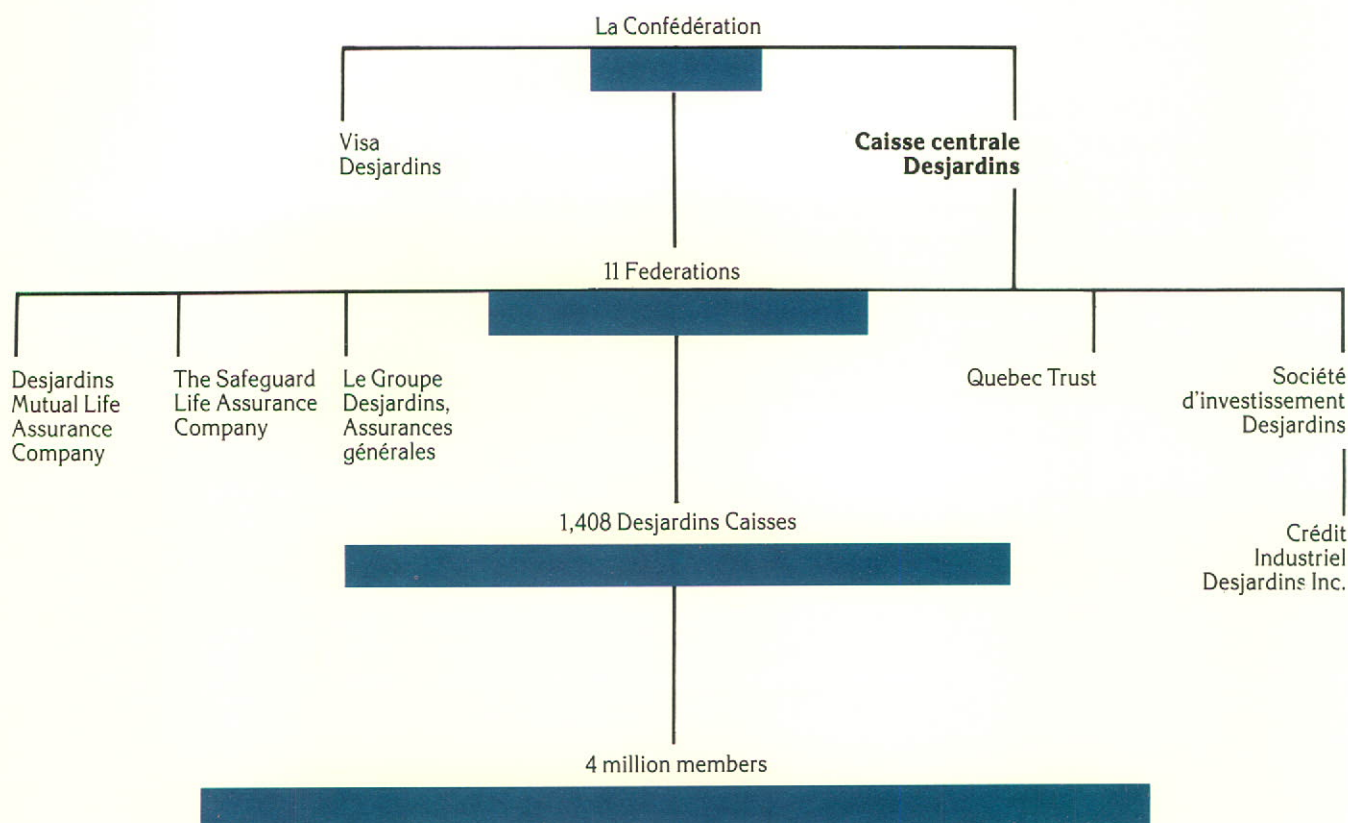 La Confédération
Visa
Desjardins
Caisse centrale
Desjardins
11 Federations
Desjardins
Mutual Life
Assurance
Company
The Safeguard
Life Assurance
Company
Le Groupe
Desjardins,
Assurances
générales
Quebec Trust
Société
d'investissement
Desjardins
1,408 Desjardins Caisses
Crédit
Industriel
Desjardins Inc.
4 million members